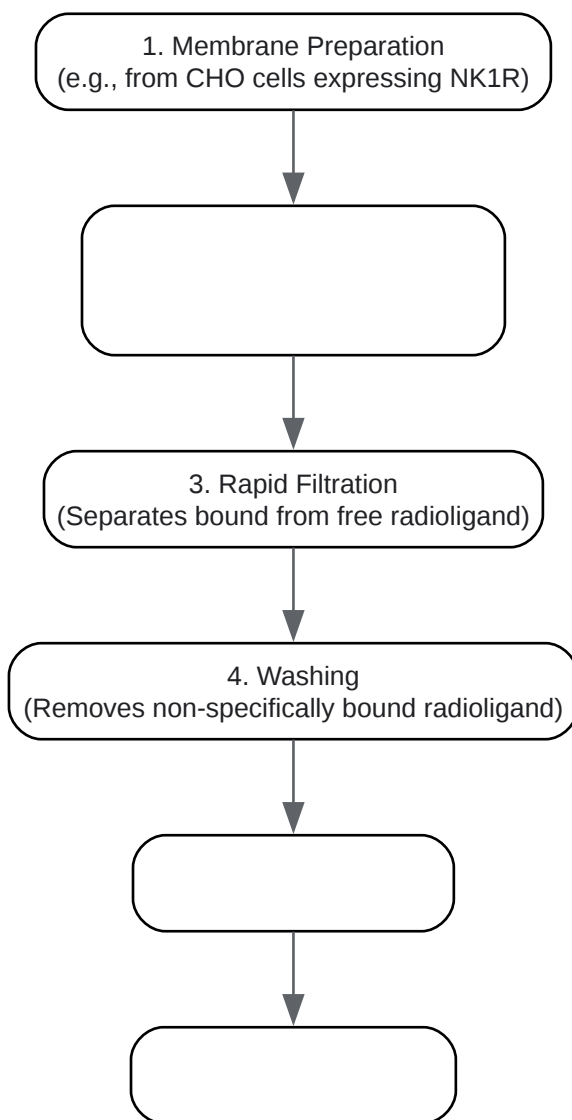 1. Membrane Preparation
(e.g., from CHO cells expressing NK1R)
3. Rapid Filtration
(Separates bound from free radioligand)
4. Washing
(Removes non-specifically bound radioligand)